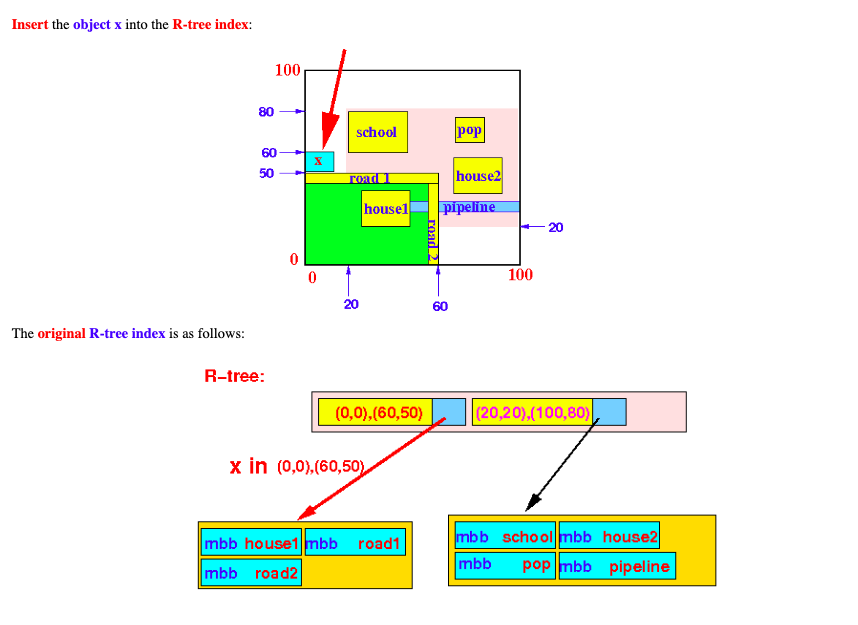 Insert the object x into the R-tree index:
100
80
school
pop
60
x
50
road 1
house2
house1
pipeline
road 2
20
0
0
100
20
60
The original R-tree index is as follows:
R-tree:
(0,0),(60,50) (20,20),(100,80)
x in (0,0),(60,50)
mbb house1 mbb road1
mbb road2
mbb school mbb house2
mbb pop mbb pipeline